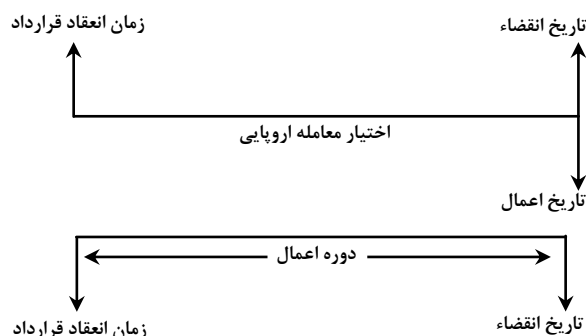 تاریخ انقضاء
زمان انعقاد قرارداد
اختیار معامله اروپایی
تاریخ اعمال
دوره اعمال
تاریخ انقضاء
زمان انعقاد قرارداد